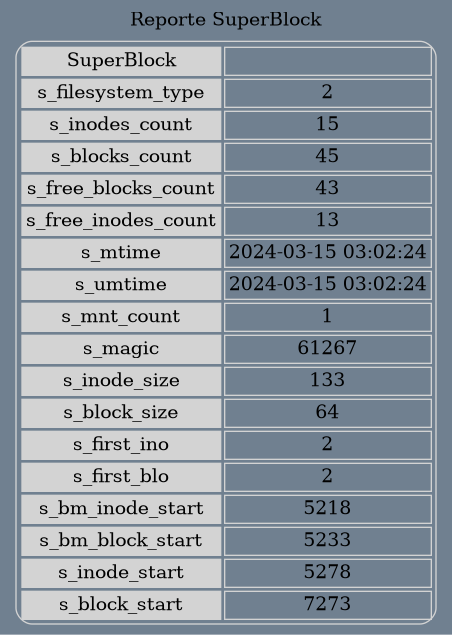 Reporte SuperBlock
SuperBlock
s_filesystem_type 2
s_inodes_count 15
s_blocks_count 45
s_free_blocks_count 43
s_free_inodes_count 13
s_mtime 2024-03-15 03:02:24
s_umtime 2024-03-15 03:02:24
s_mnt_count 1
s_magic 61267
s_inode_size 133
s_block_size 64
s_first_ino 2
s_first_blo 2
s_bm_inode_start 5218
s_bm_block_start 5233
s_inode_start 5278
s_block_start 7273